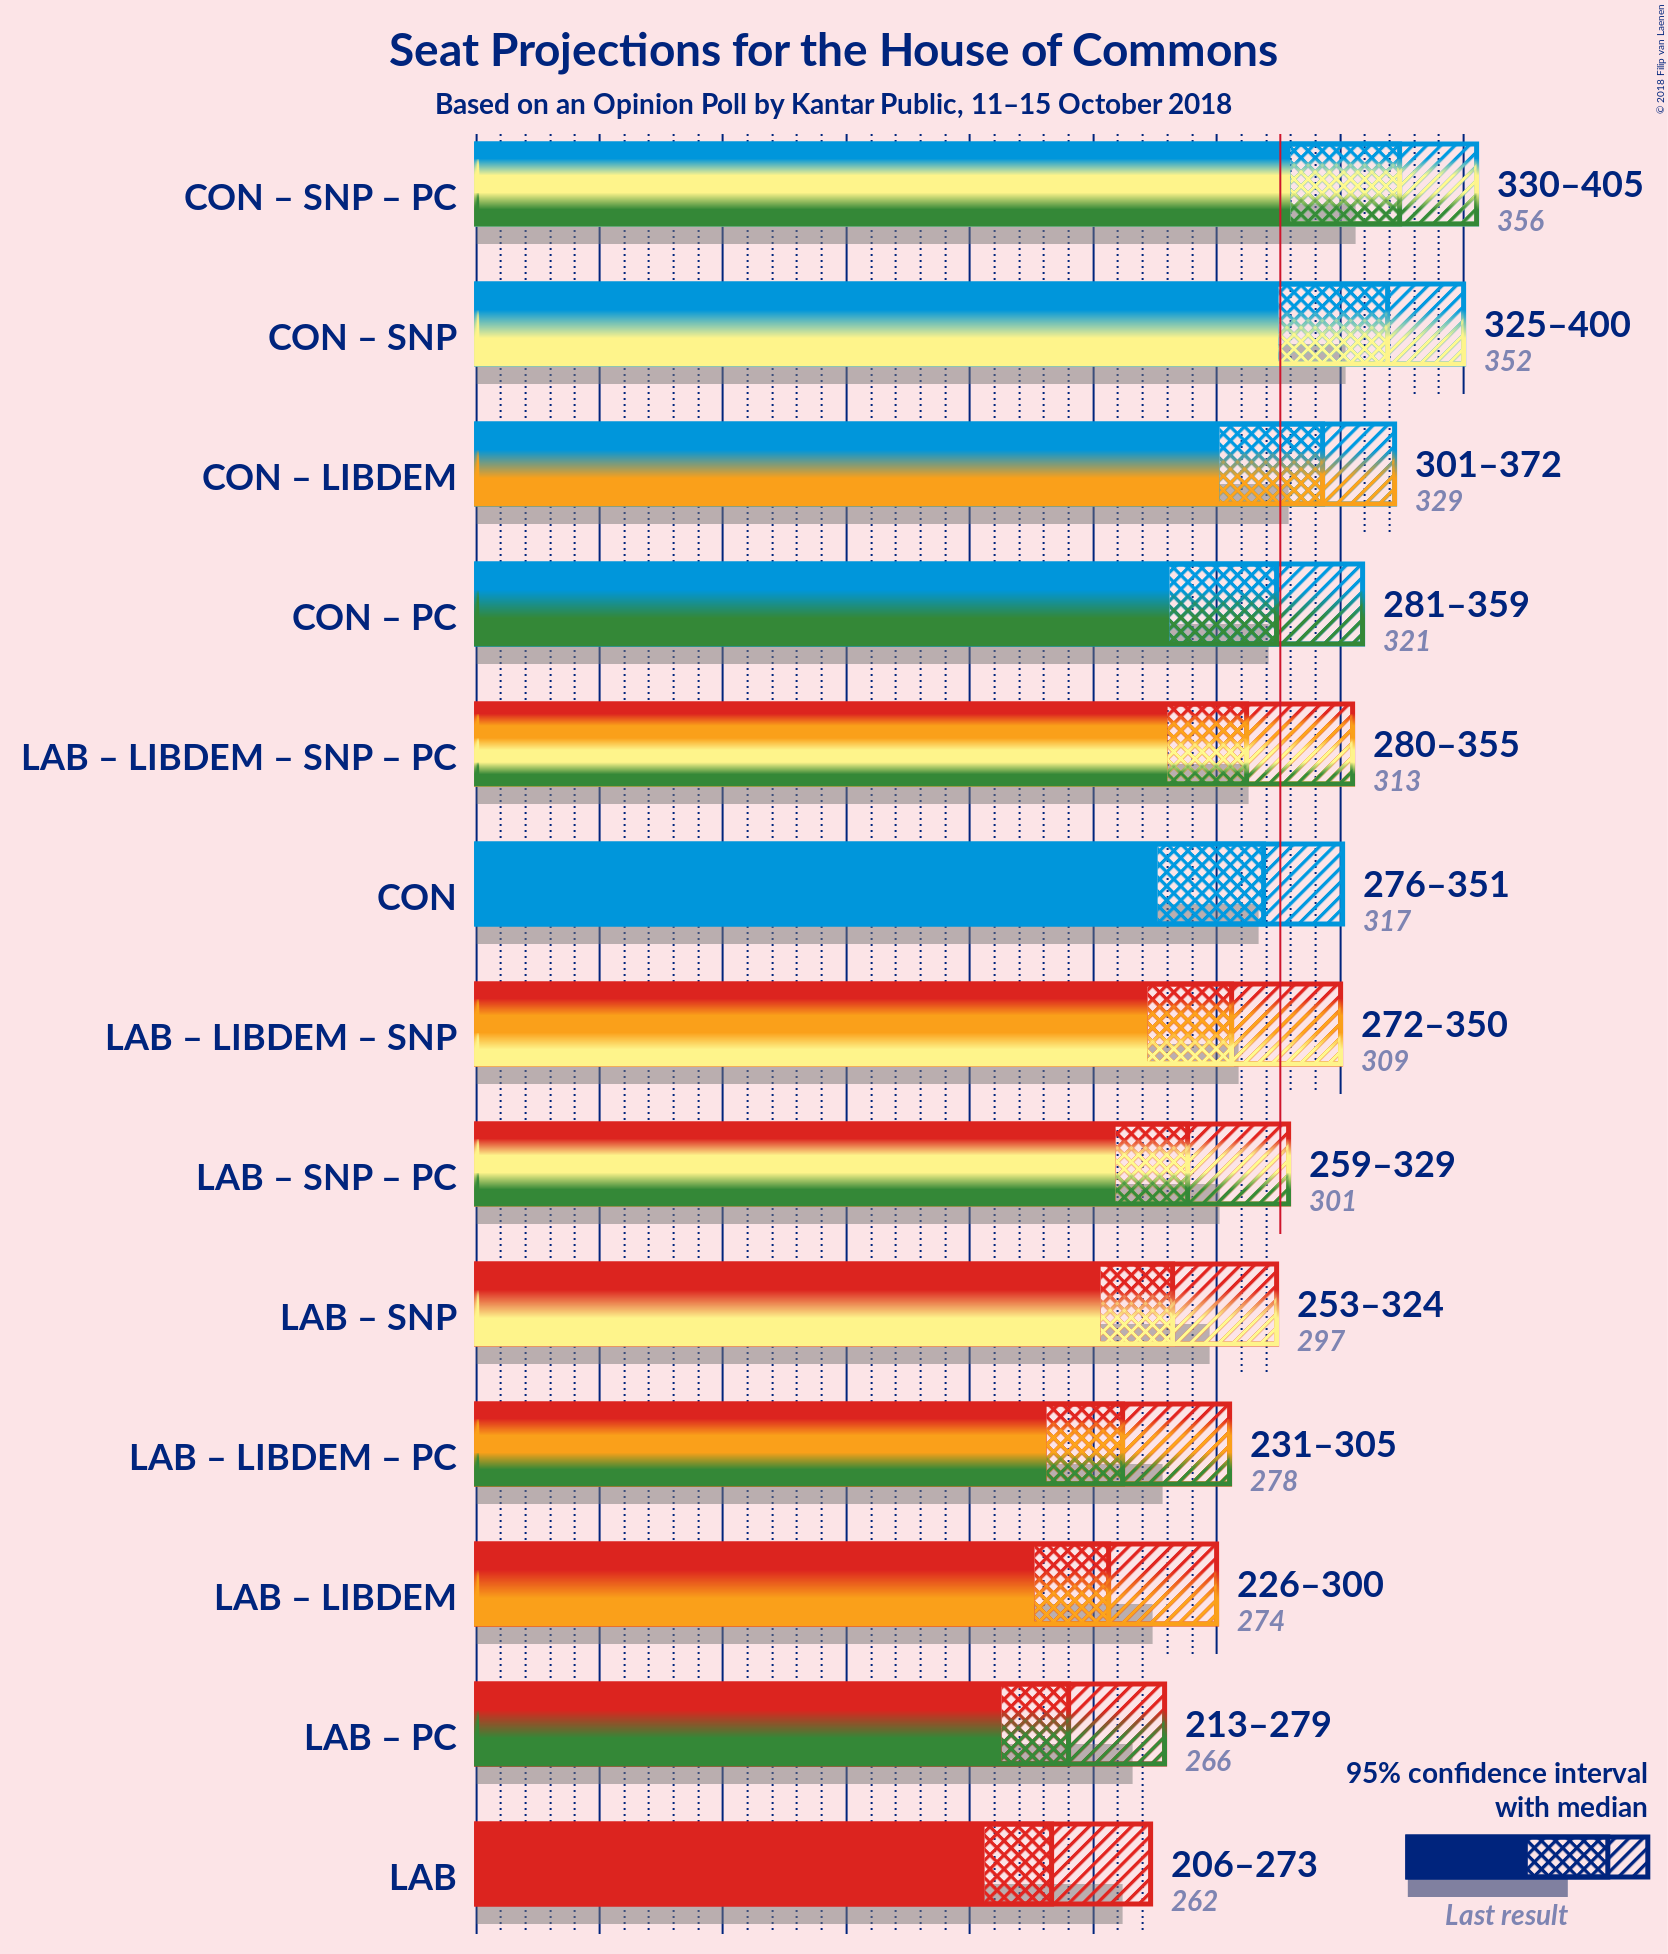 Seat Projections for the House of Commons
Based on an Opinion Poll by Kantar Public, 11–15 October 2018
© 2018 Filip van Laenen
CON – SNP – PC
330–405
356
CON – SNP
325–400
352
CON – LIBDEM
301–372
329
CON – PC
281–359
321
LAB – LIBDEM – SNP – PC
280–355
313
CON
276–351
317
LAB – LIBDEM – SNP
272–350
309
LAB – SNP – PC
259–329
301
LAB – SNP
253–324
297
LAB – LIBDEM – PC
231–305
278
LAB – LIBDEM
226–300
274
LAB – PC
213–279
266
LAB
206–273
262
95% confidence interval
with median
Last result